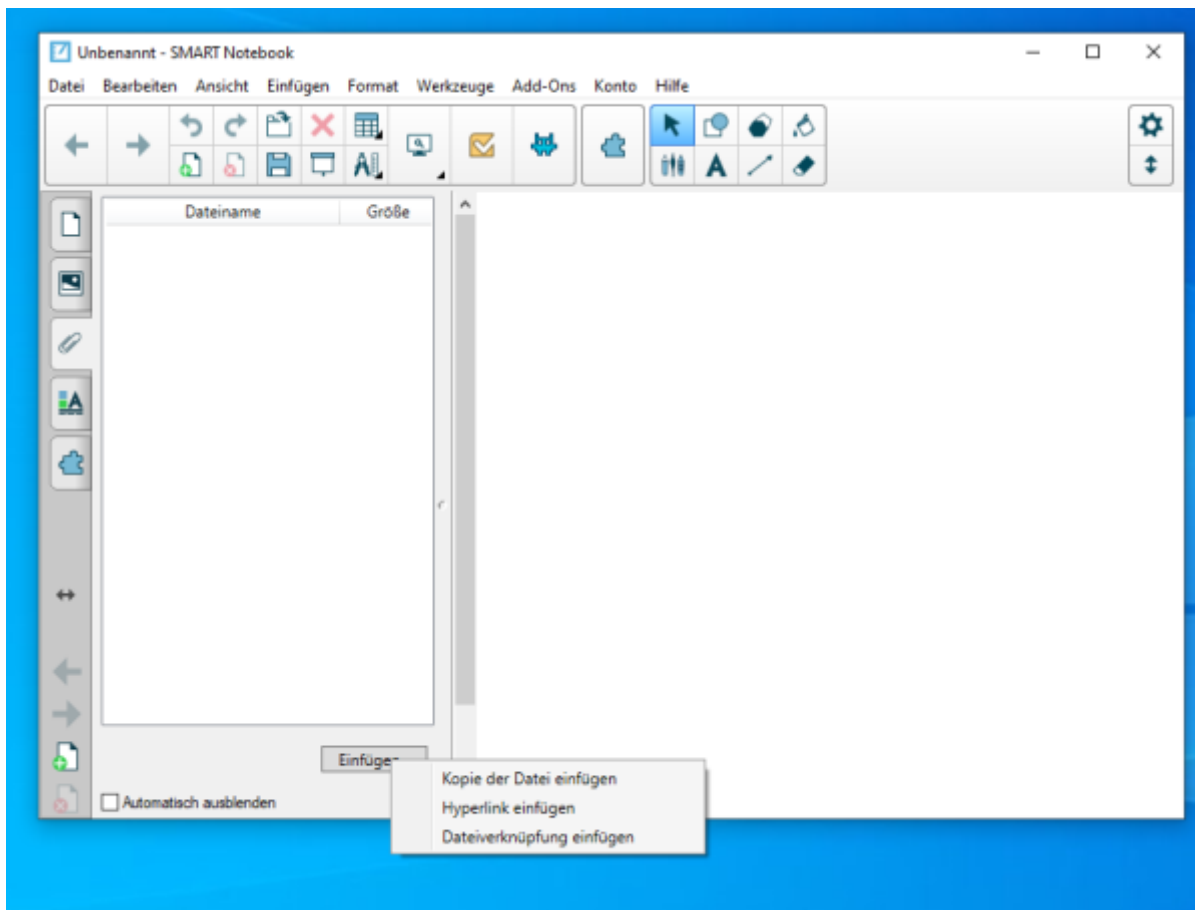 Unbenannt - SMART Notebook
Datei Bearbeiten Ansicht Einfügen Format Werkzeuge Add-Ons Konto Hilfe
Dateiname Größe
Kopie der Datei einfügen
Hyperlink einfügen
Automatisch ausblenden
Dateiverknüpfung einfügen